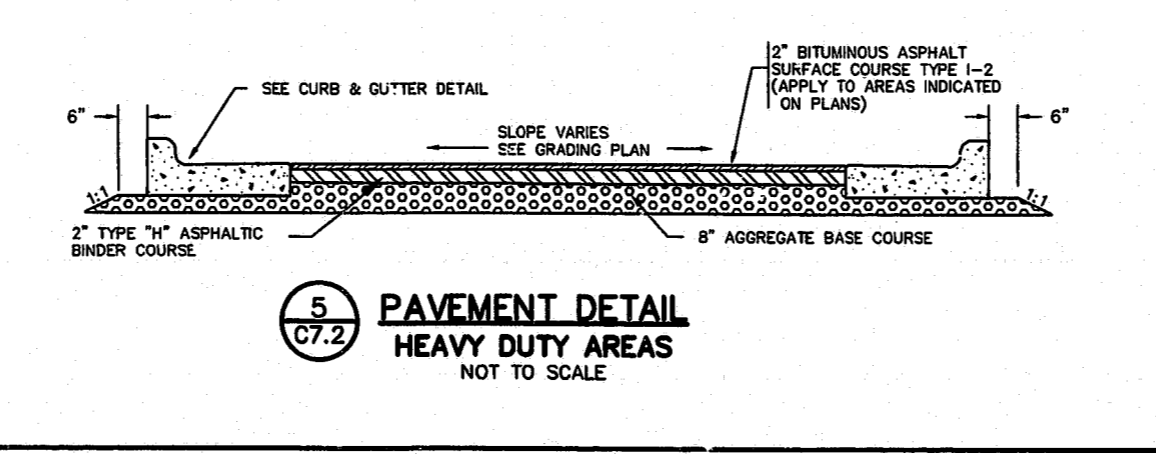 2" BITUMINOUS ASPHALT
SURFACE COURSE TYPE I-2
(APPLY TO AREAS INDICATED
ON PLANS)
SEE CURB & GUTTER DETAIL
6"
6"
SLOPE VARIES
SEE GRADING PLAN
1:1
1:1
2" TYPE "H" ASPHALTIC
BINDER COURSE
8" AGGREGATE BASE COURSE
5
C7.2
PAVEMENT DETAIL
HEAVY DUTY AREAS
NOT TO SCALE